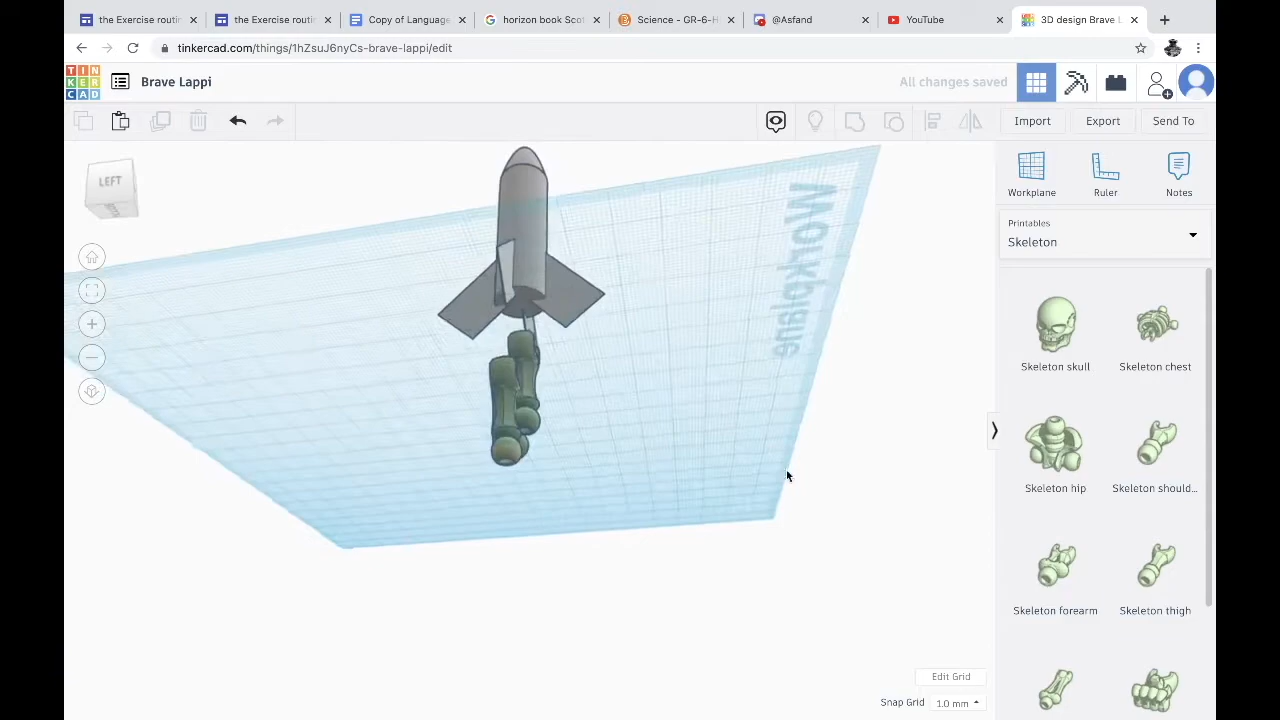 the Exercise routin
the Exercise routin
Copy of Language
horizon book Scot
Science - GR-6-H
@Asfand
YouTube
3D design Brave L
tinkercad.com/things/1hZsuJ6nyCs-brave-lappi/edit
TIN
KER
CAD
Brave Lappi
All changes saved
Import
Export
Send To
LEFT
Workplane
Workplane
Ruler
Notes
Printables
Skeleton
Skeleton skull
Skeleton chest
Skeleton hip
Skeleton should...
Skeleton forearm
Skeleton thigh
Edit Grid
Snap Grid
1.0 mm